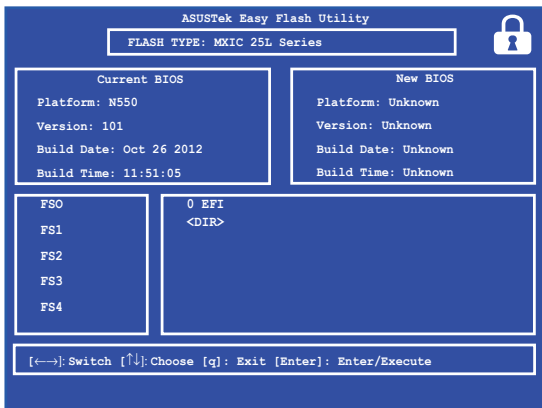 ASUSTek Easy Flash Utility
FLASH TYPE: MXIC 25L Series
Current BIOS
Platform: N550
Version: 101
Build Date: Oct 26 2012
Build Time: 11:51:05
New BIOS
Platform: Unknown
Version: Unknown
Build Date: Unknown
Build Time: Unknown
FSO
FS1
FS2
FS3
FS4
0 EFI
<DIR>
[←→]: Switch [↑↓]: Choose [q]: Exit [Enter]: Enter/Execute